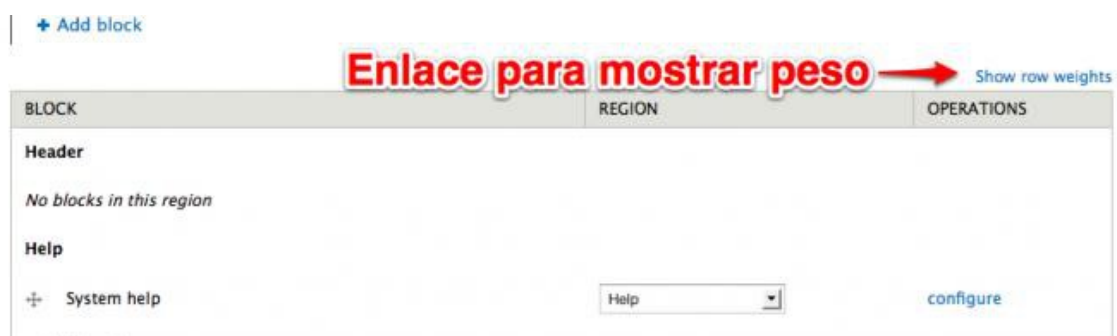 + Add block
Enlace para mostrar peso
Show row weights
BLOCK REGION OPERATIONS
Header
No blocks in this region
Help
System help Help configure